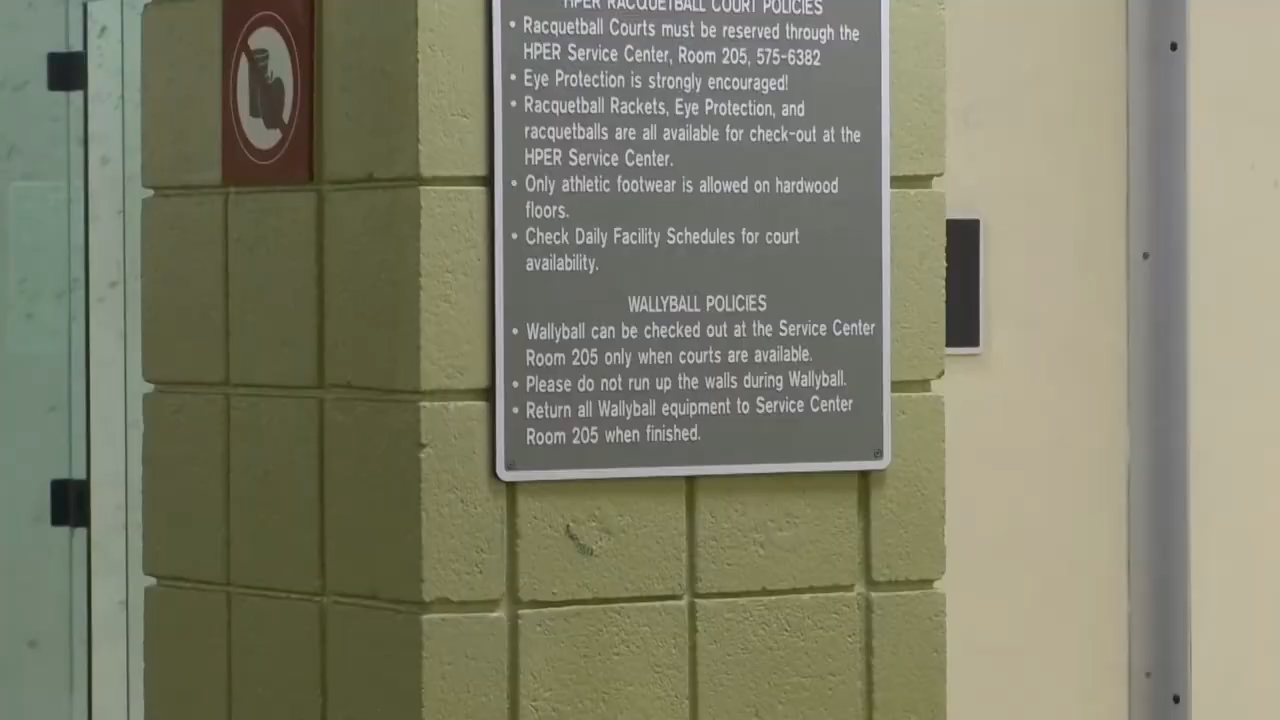 HPER RACQUETBALL COURT POLICIES
• Racquetball Courts must be reserved through the
HPER Service Center, Room 205, 575-6382
• Eye Protection is strongly encouraged!
• Racquetball Rackets, Eye Protection, and
racquetballs are all available for check-out at the
HPER Service Center.
• Only athletic footwear is allowed on hardwood
floors.
• Check Daily Facility Schedules for court
availability.
WALLYBALL POLICIES
• Wallyball can be checked out at the Service Center
Room 205 only when courts are available.
• Please do not run up the walls during Wallyball.
• Return all Wallyball equipment to Service Center
Room 205 when finished.